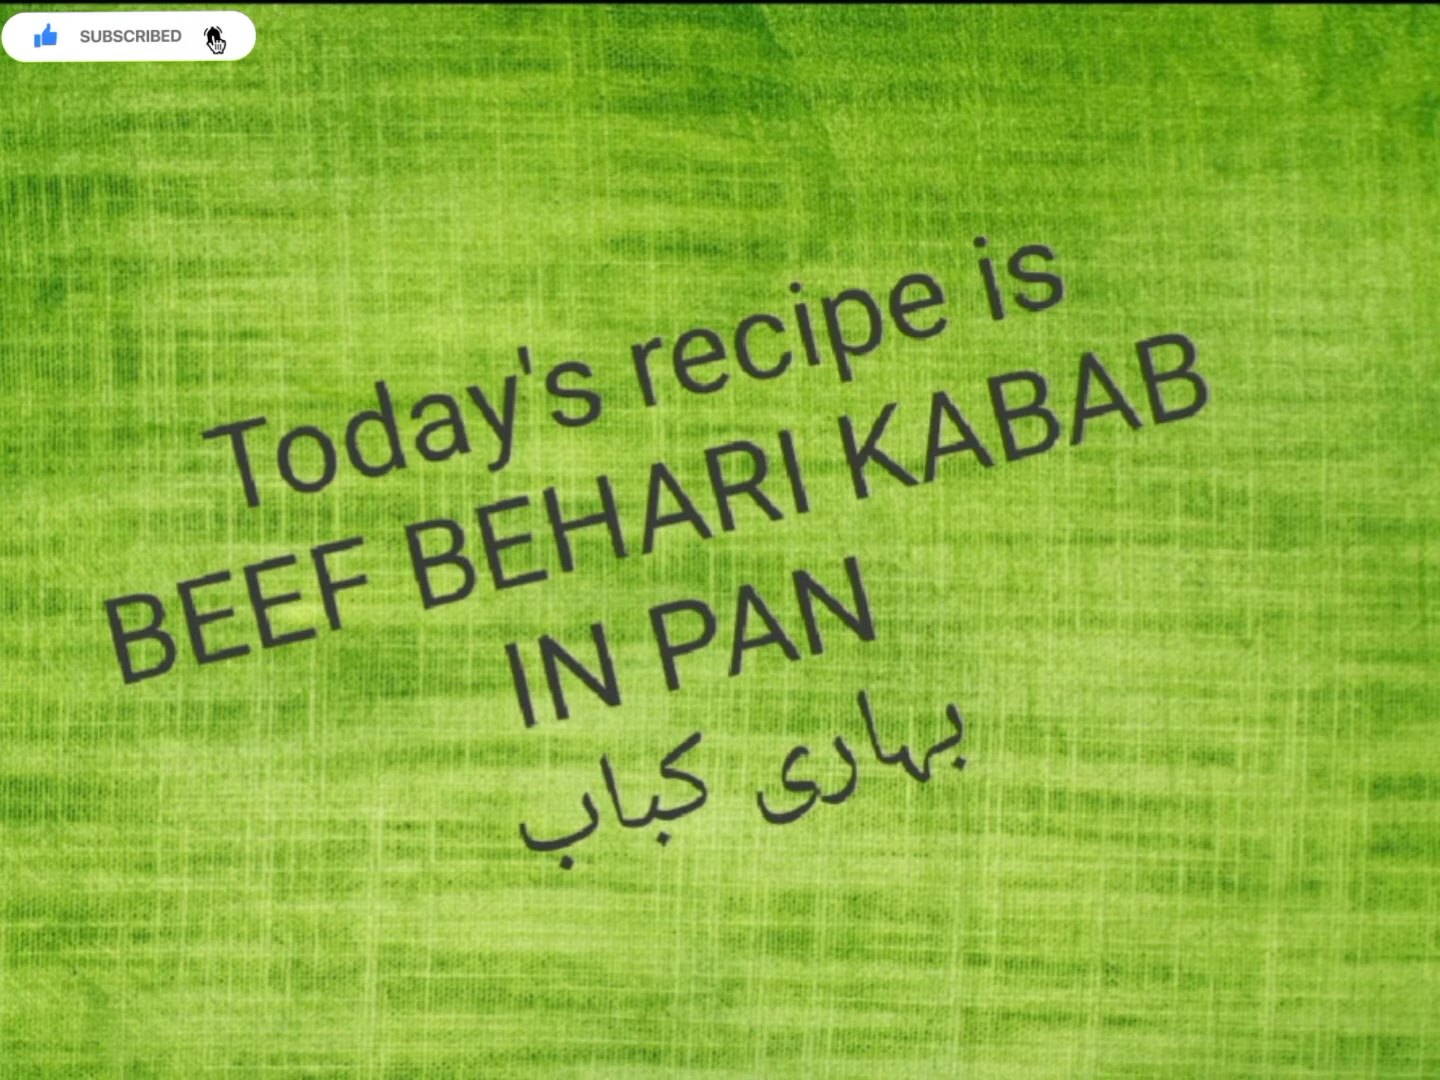 SUBSCRIBED
Today's recipe is
BEEF BEHARI KABAB
IN PAN
بہاری کباب